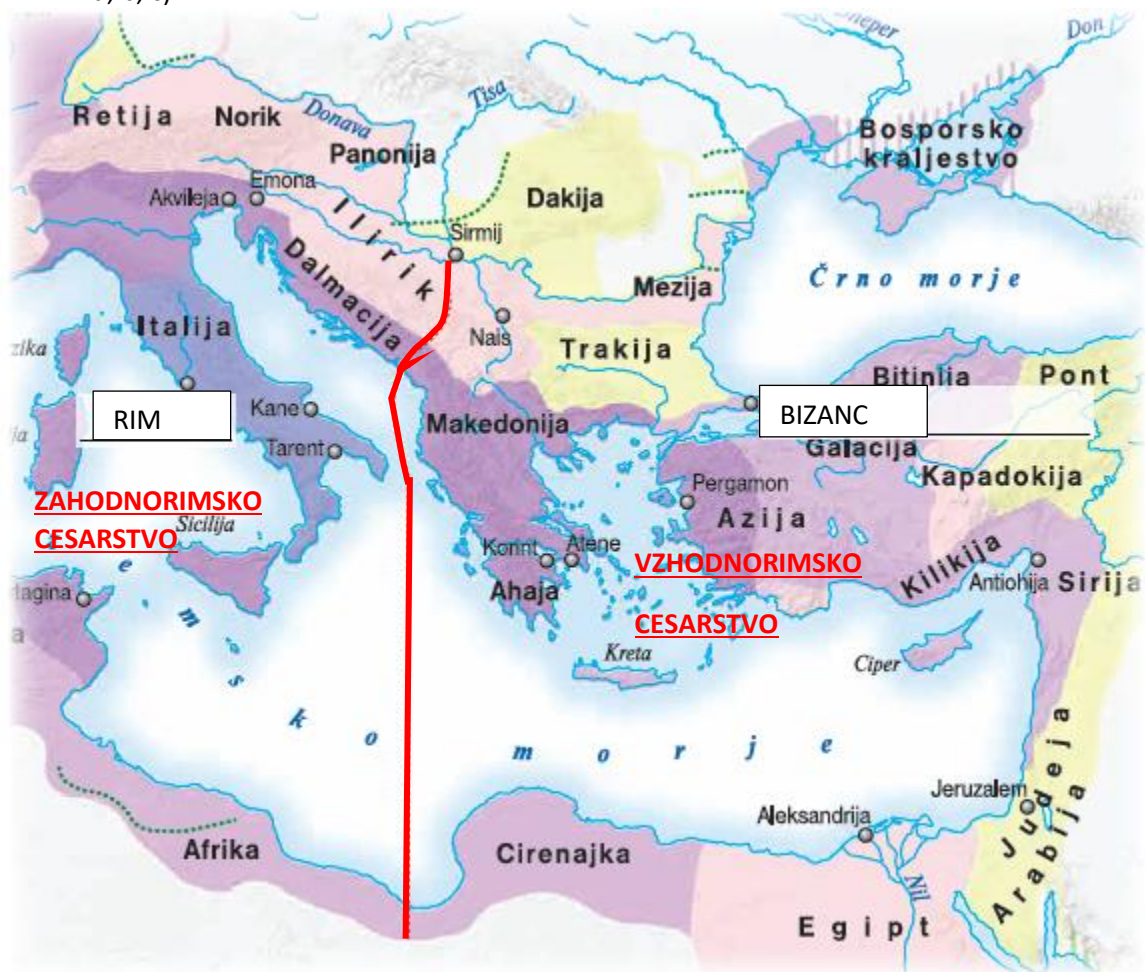 Don
Tisa
Retija
Norik
Donava
Panonija
Bosporsko
kraljestvo
Akvileja
Emona
Dakija
Ilirik
Sirmij
Dalmacija
Mezija
Črno morje
Italija
Nais
Trakija
Bitinija
Pont
RIM
Kane
Makedonija
BIZANC
Tarent
Galacija
Kapadokija
Pergamon
Azija
ZAHODNORIMSKO
Sicilija
CESARSTVO
Korint
Atene
VZHODNORIMSKO
Kilikija
Antiohija
Sirija
Ahaja
CESARSTVO
Kreta
Ciper
e m s k o m o r j e
Jeruzalem
Judeja
Arabija
Aleksandrija
Afrika
Cirenajka
Nil
Egipt